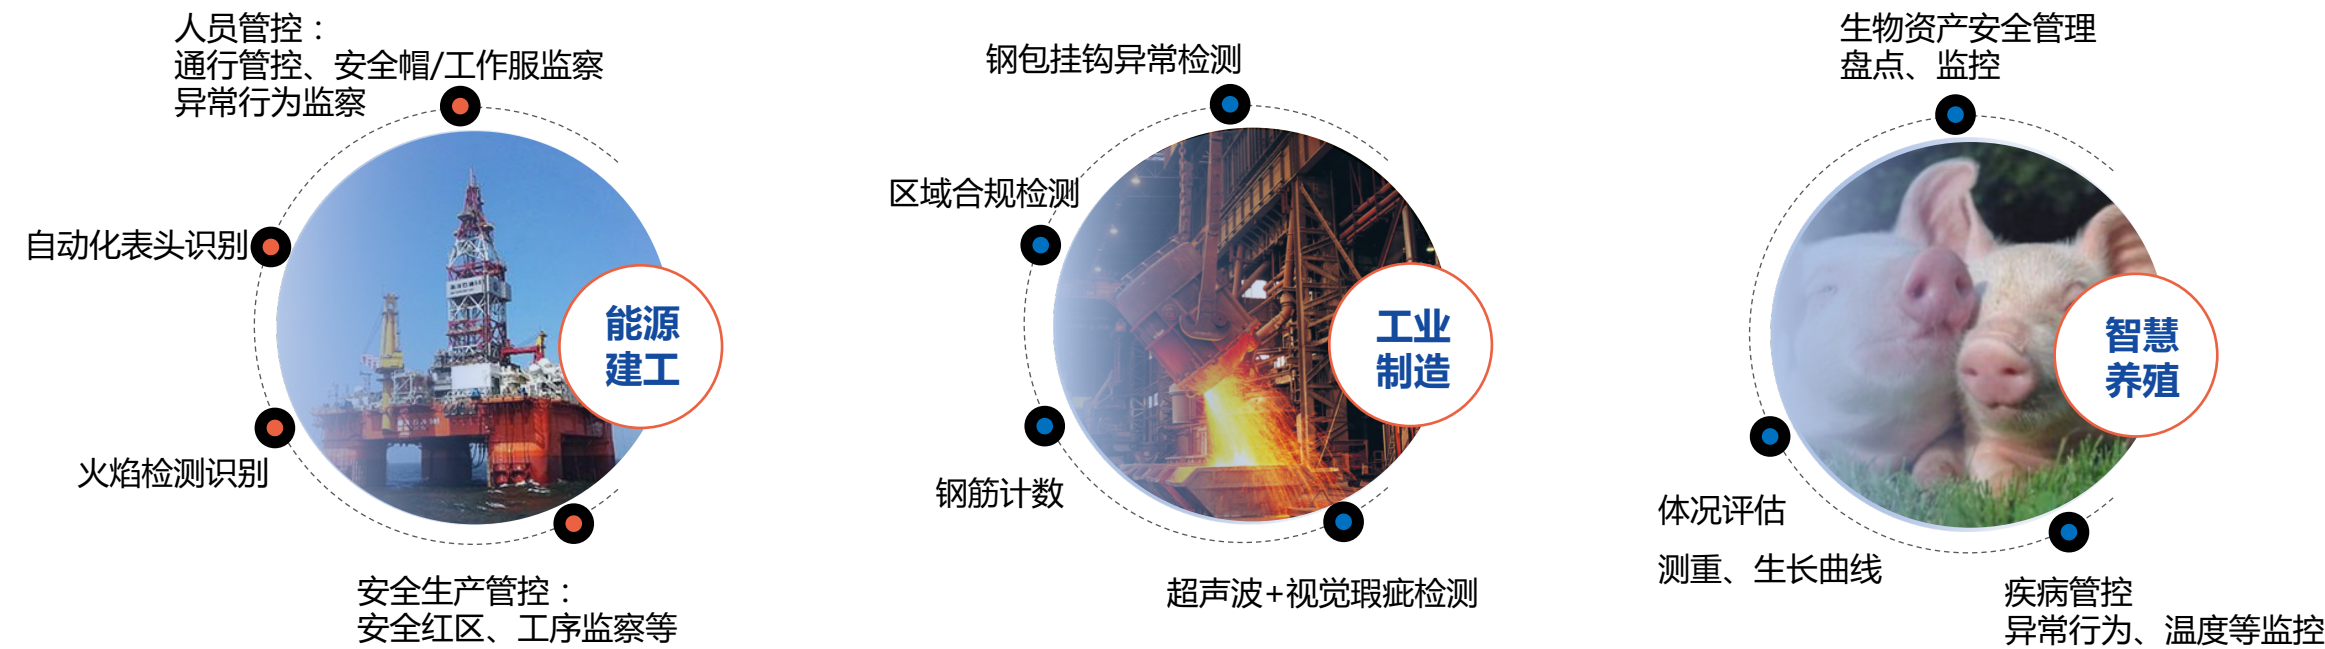 人员管控：
通行管控、安全帽/工作服监察
异常行为监察
自动化表头识别
火焰检测识别
安全生产管控：
安全红区、工序监察等
能源
建工
钢包挂钩异常检测
区域合规检测
钢筋计数
超声波+视觉瑕疵检测
工业
制造
生物资产安全管理
盘点、监控
体况评估
测重、生长曲线
疾病管控
异常行为、温度等监控
智慧
养殖